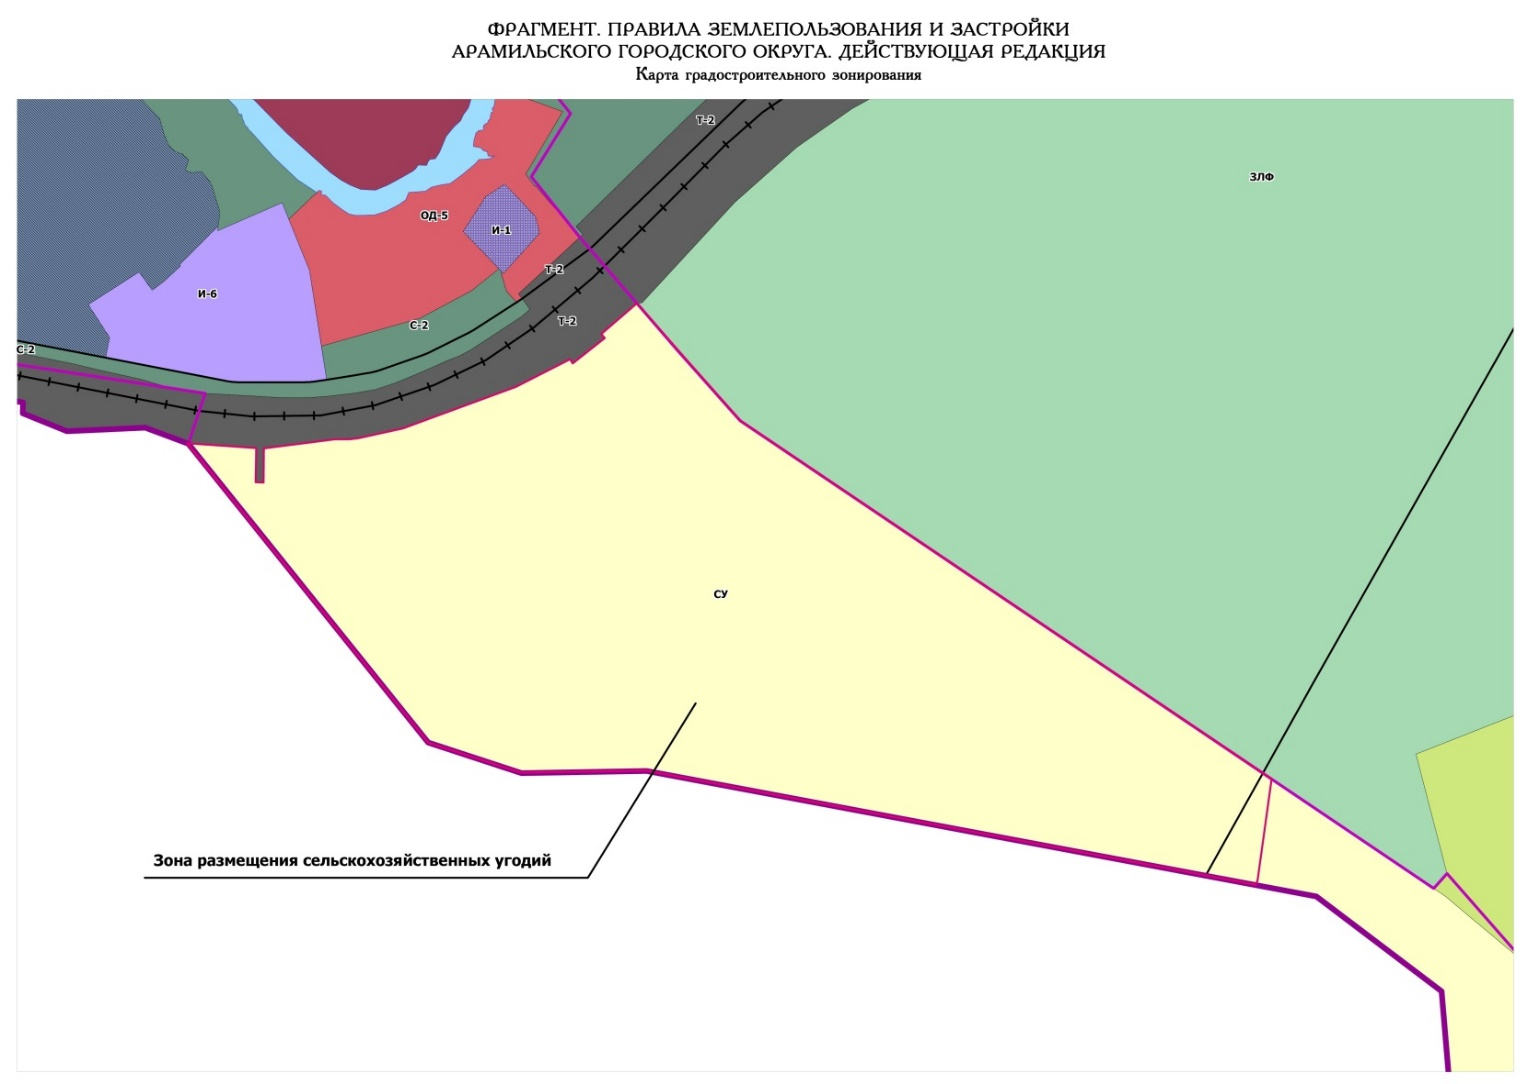 ФРАГМЕНТ. ПРАВИЛА ЗЕМЛЕПОЛЬЗОВАНИЯ И ЗАСТРОЙКИ
АРАМИЛЬСКОГО ГОРОДСКОГО ОКРУГА. ДЕЙСТВУЮЩАЯ РЕДАКЦИЯ
Карта градостроительного зонирования
Т-2
ЗЛФ
ОД-5
И-1
Т-2
И-6
Т-2
С-2
С-2
СУ
Зона размещения сельскохозяйственных угодий